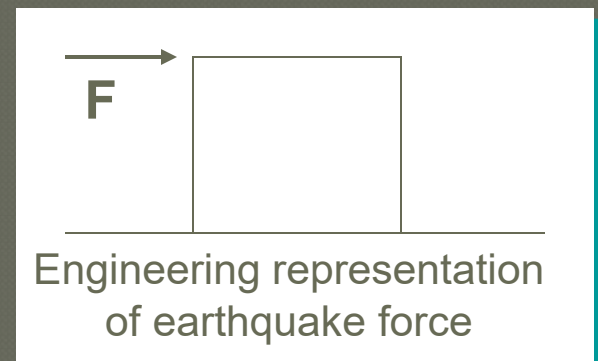 F
Engineering representation
of earthquake force